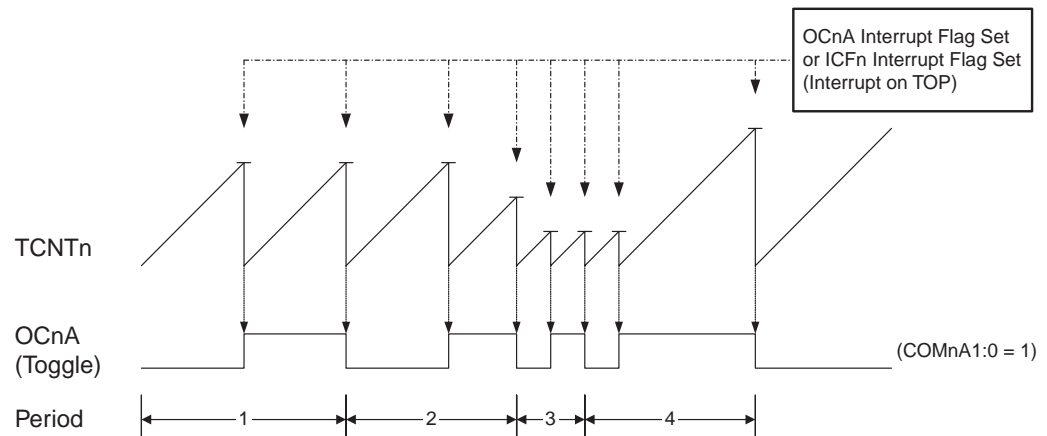 OCnA Interrupt Flag Set
or ICFn Interrupt Flag Set
(Interrupt on TOP)
TCNTn
OCnA
(Toggle)
(COMnA1:0 = 1)
Period
1
2
3
4